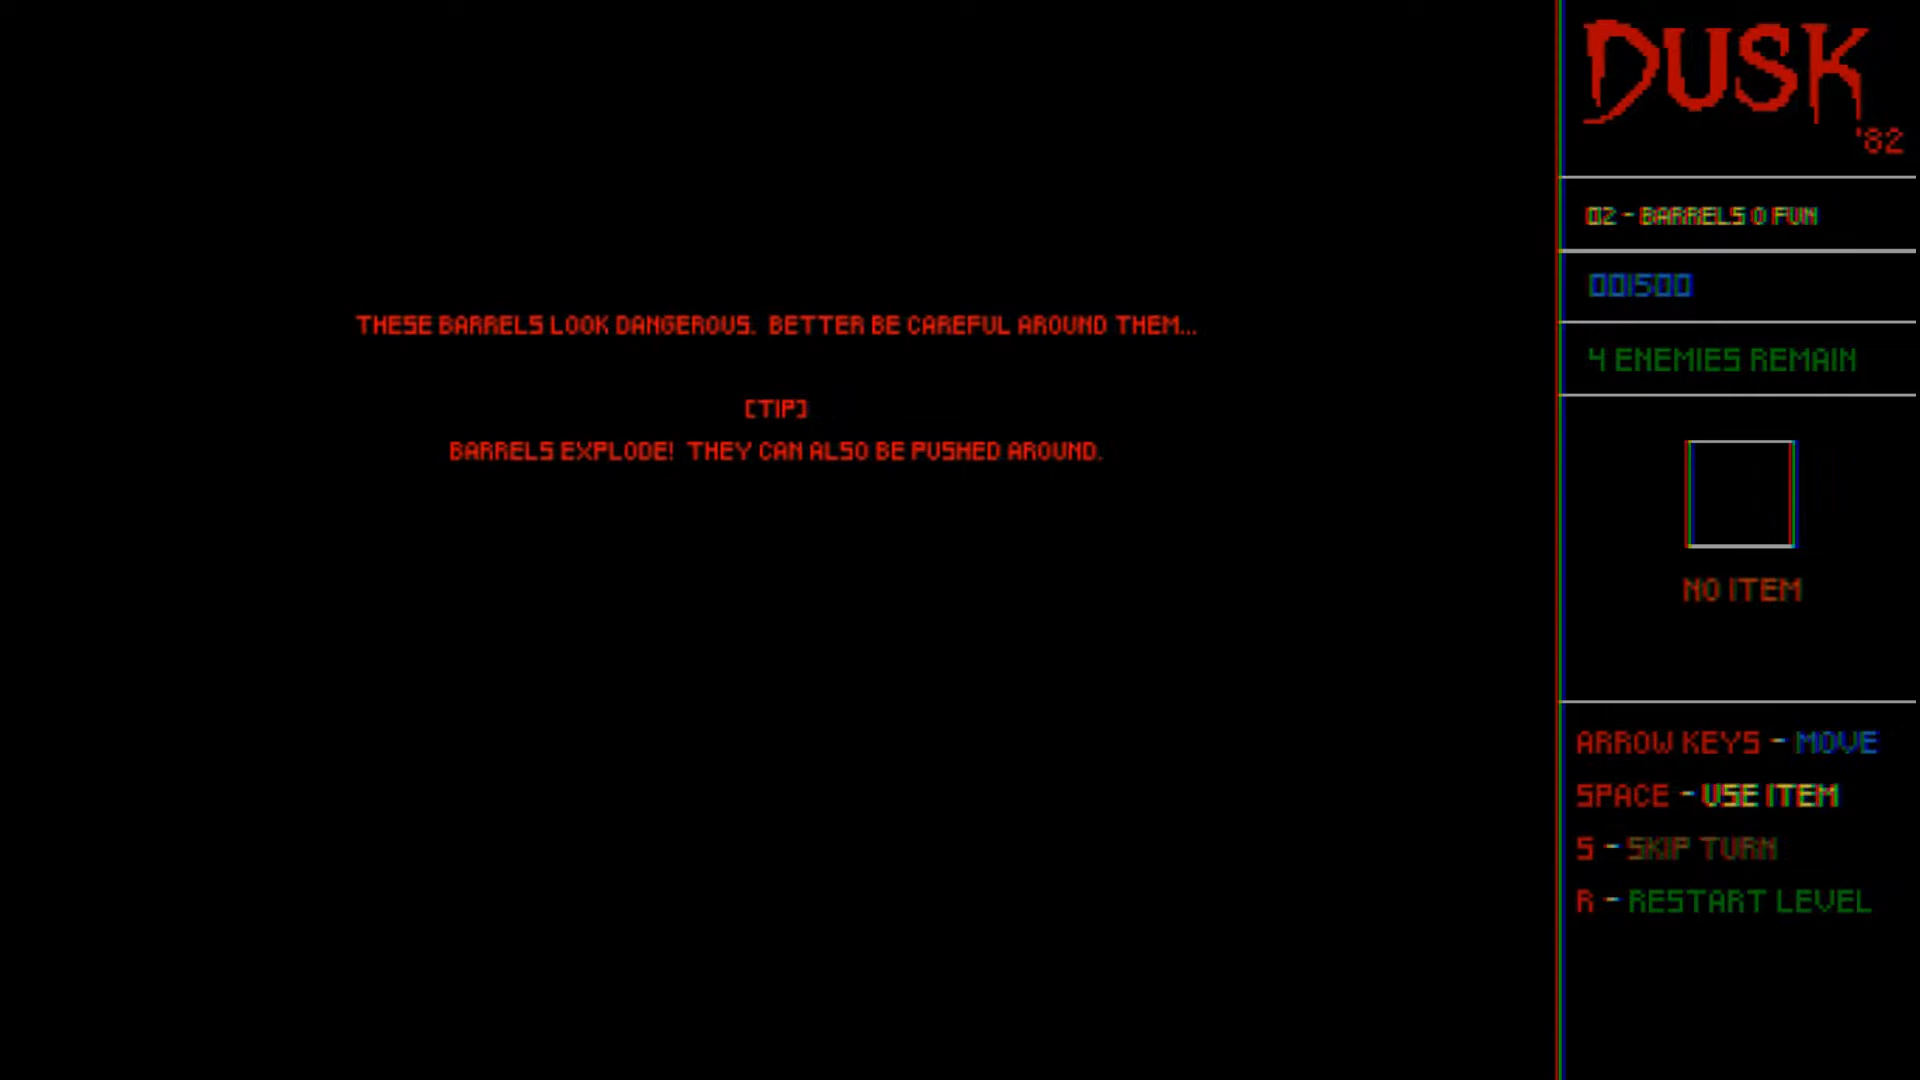 THESE BARRELS LOOK DANGEROUS. BETTER BE CAREFUL AROUND THEM...
[TIP]
BARRELS EXPLODE! THEY CAN ALSO BE PUSHED AROUND.
DUSK
'82
02 - BARRELS O FUN
001500
4 ENEMIES REMAIN
NO ITEM
ARROW KEYS - MOVE
SPACE - USE ITEM
S - SKIP TURN
R - RESTART LEVEL